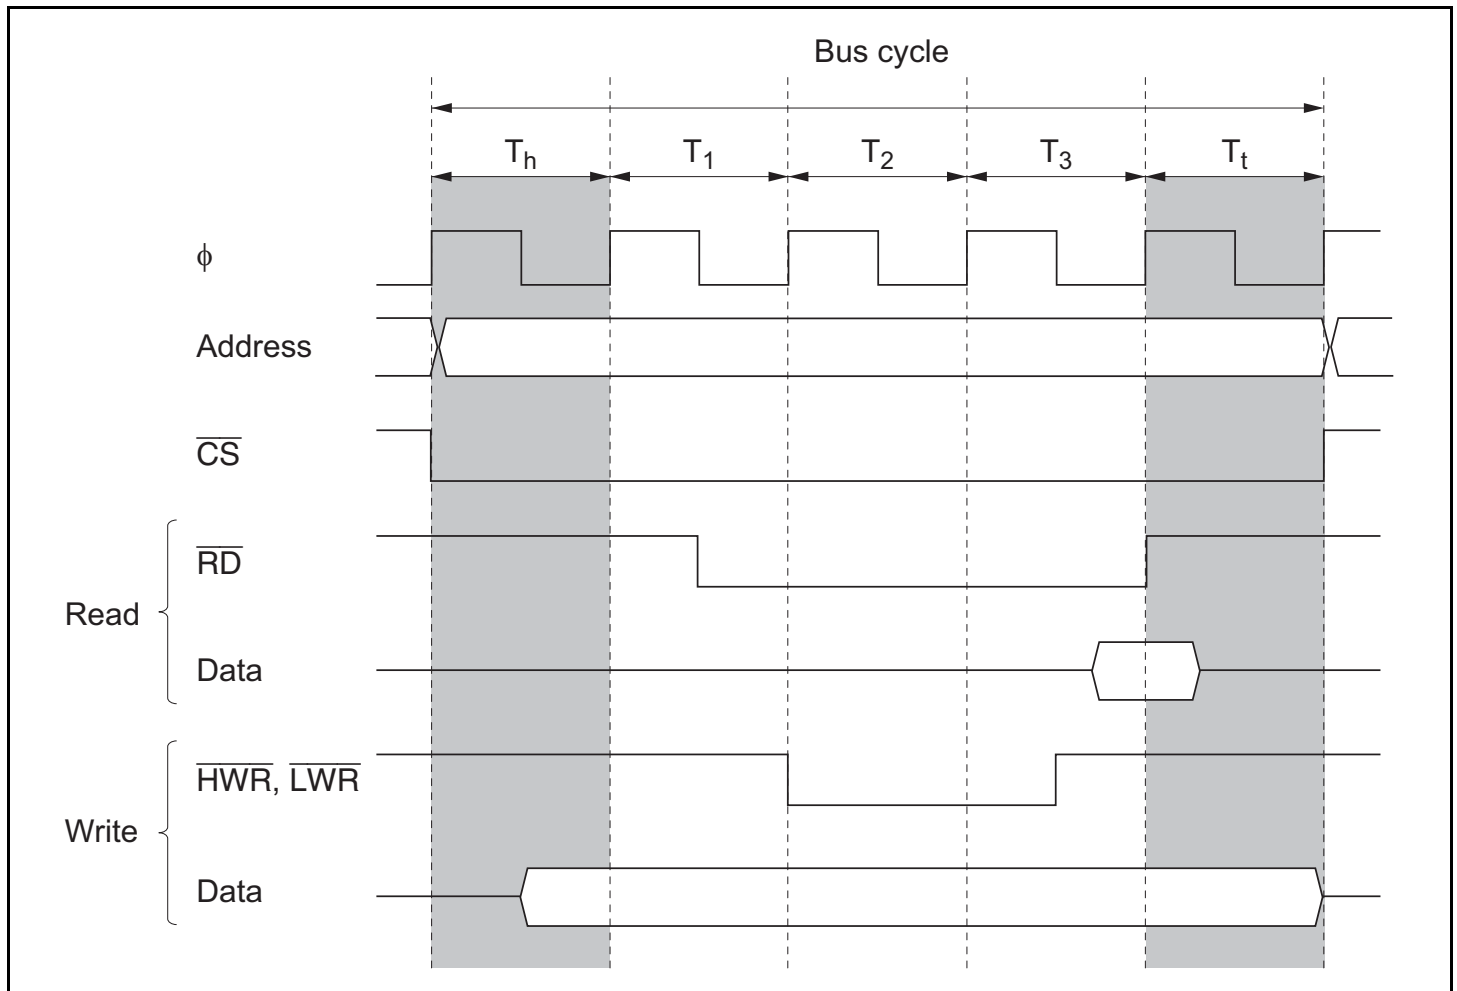 Bus cycle
Th T1 T2 T3 Tt
ϕ
Address
CS
RD
Read
Data
HWR, LWR
Write
Data